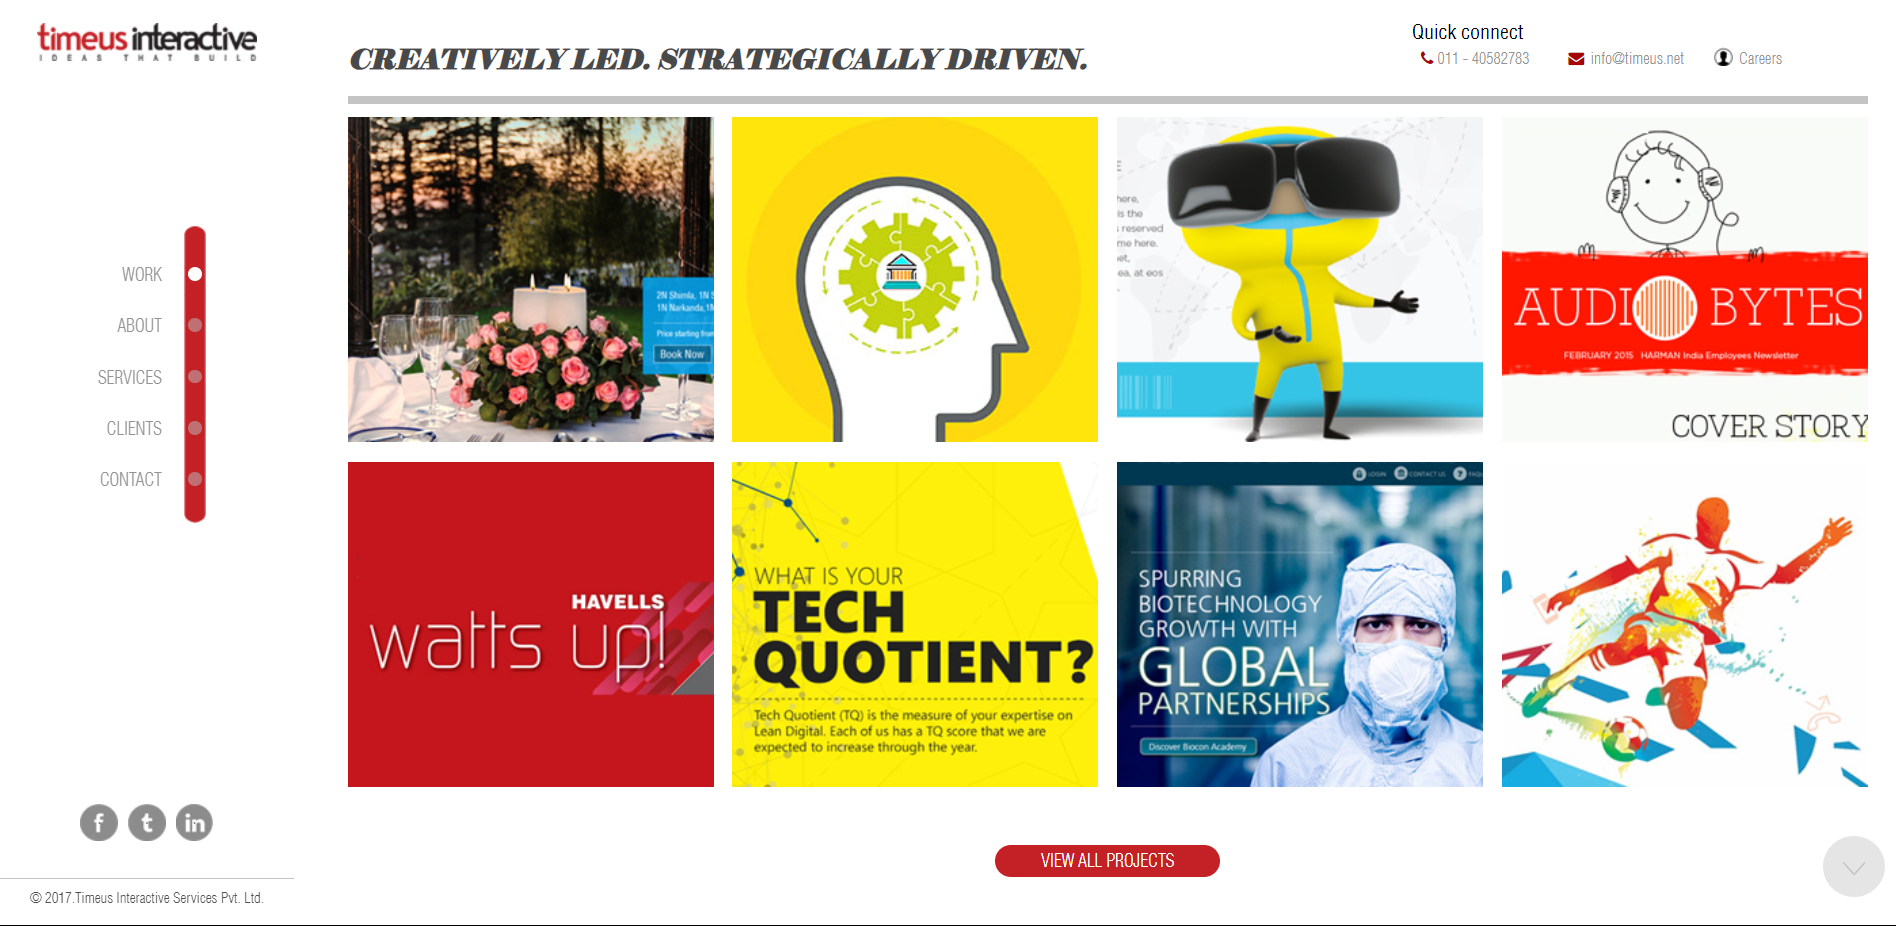 timeus interactive
IDEAS THAT BUILD
CREATIVELY LED. STRATEGICALLY DRIVEN.
Quick connect
011 - 40582783
info@timeus.net
Careers
WORK
ABOUT
SERVICES
CLIENTS
CONTACT
2N Shimla, 1N S
1N Narkanda,1N
Price starting from
Book Now
here,
is the
reserved
me here.
et,
ea, at eos
AUDIO BYTES
FEBRUARY 2015 HARMAN India Employees Newsletter
COVER STORY
HAVELLS
watts up!
WHAT IS YOUR
TECH
QUOTIENT?
Tech Quotient (TQ) is the measure of your expertise on
Lean Digital. Each of us has a TQ score that we are
expected to increase through the year.
LOGIN
CONTACT US
FAQs
SPURRING
BIOTECHNOLOGY
GROWTH WITH
GLOBAL
PARTNERSHIPS
Discover Biocon Academy
VIEW ALL PROJECTS
f
t
in
© 2017.Timeus Interactive Services Pvt. Ltd.